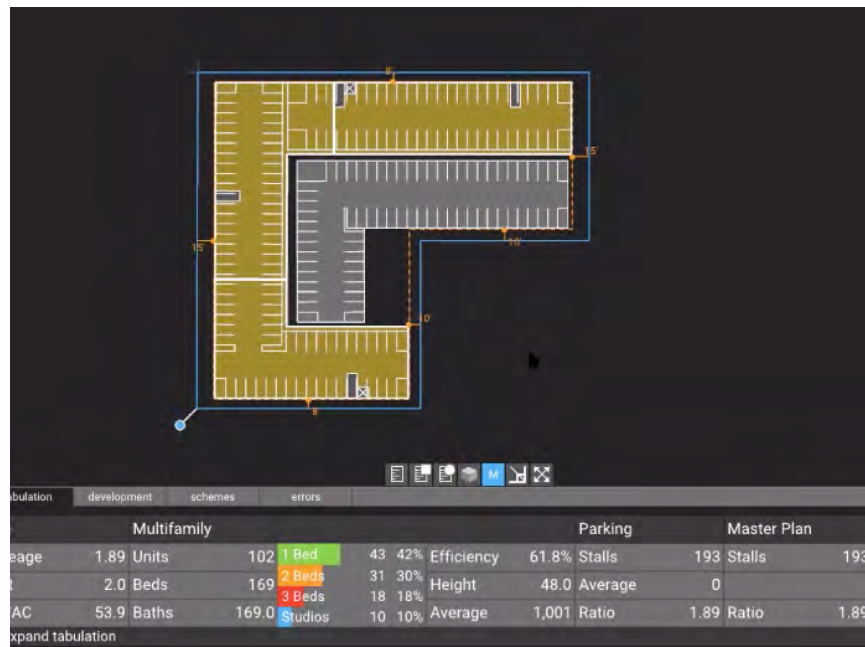 8'
15'
15'
10'
10'
8
M
abulation development schemes errors
Multifamily Parking Master Plan
eage 1.89 Units 102 1 Bed 43 42% Efficiency 61.8% Stalls 193 Stalls 193
2.0 Beds 169 2 Beds 31 30% Height 48.0 Average 0
3 Beds 18 18%
/AC 53.9 Baths 169.0 Studios 10 10% Average 1,001 Ratio 1.89 Ratio 1.89
xpand tabulation